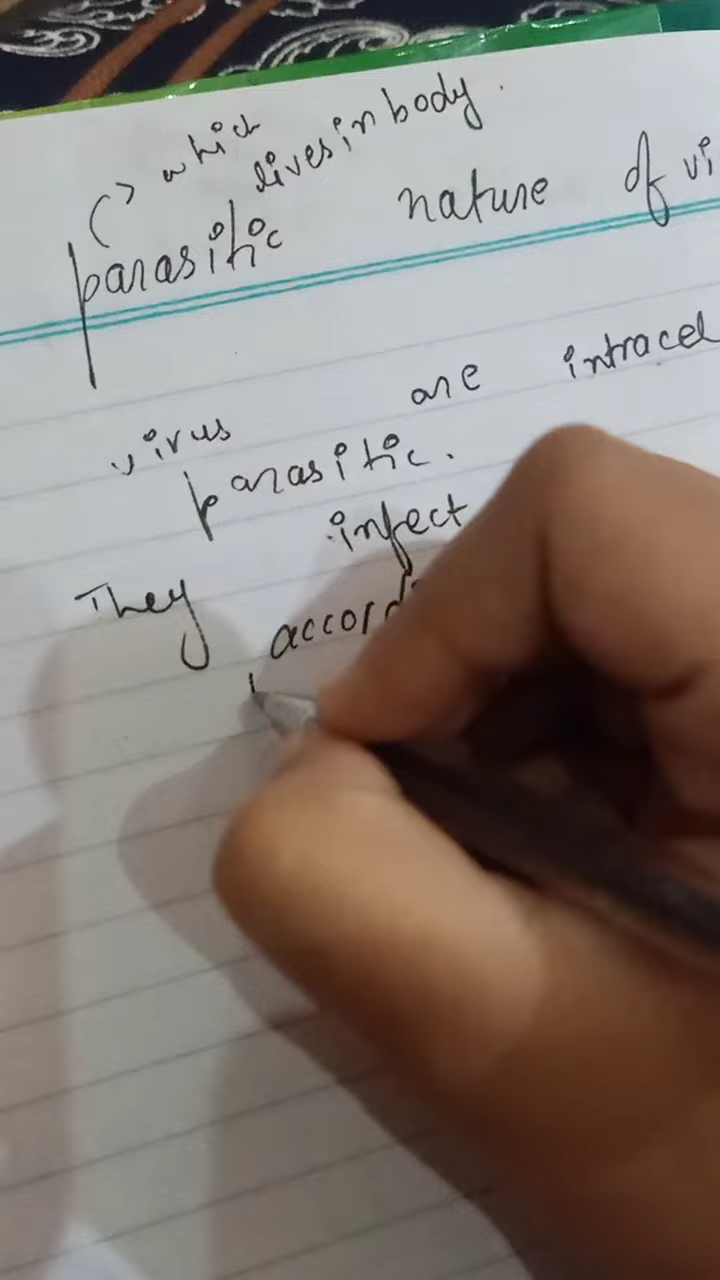 which
lives in body.
parasitic nature of vi
virus are intracel
parasitic.
They infect
accord